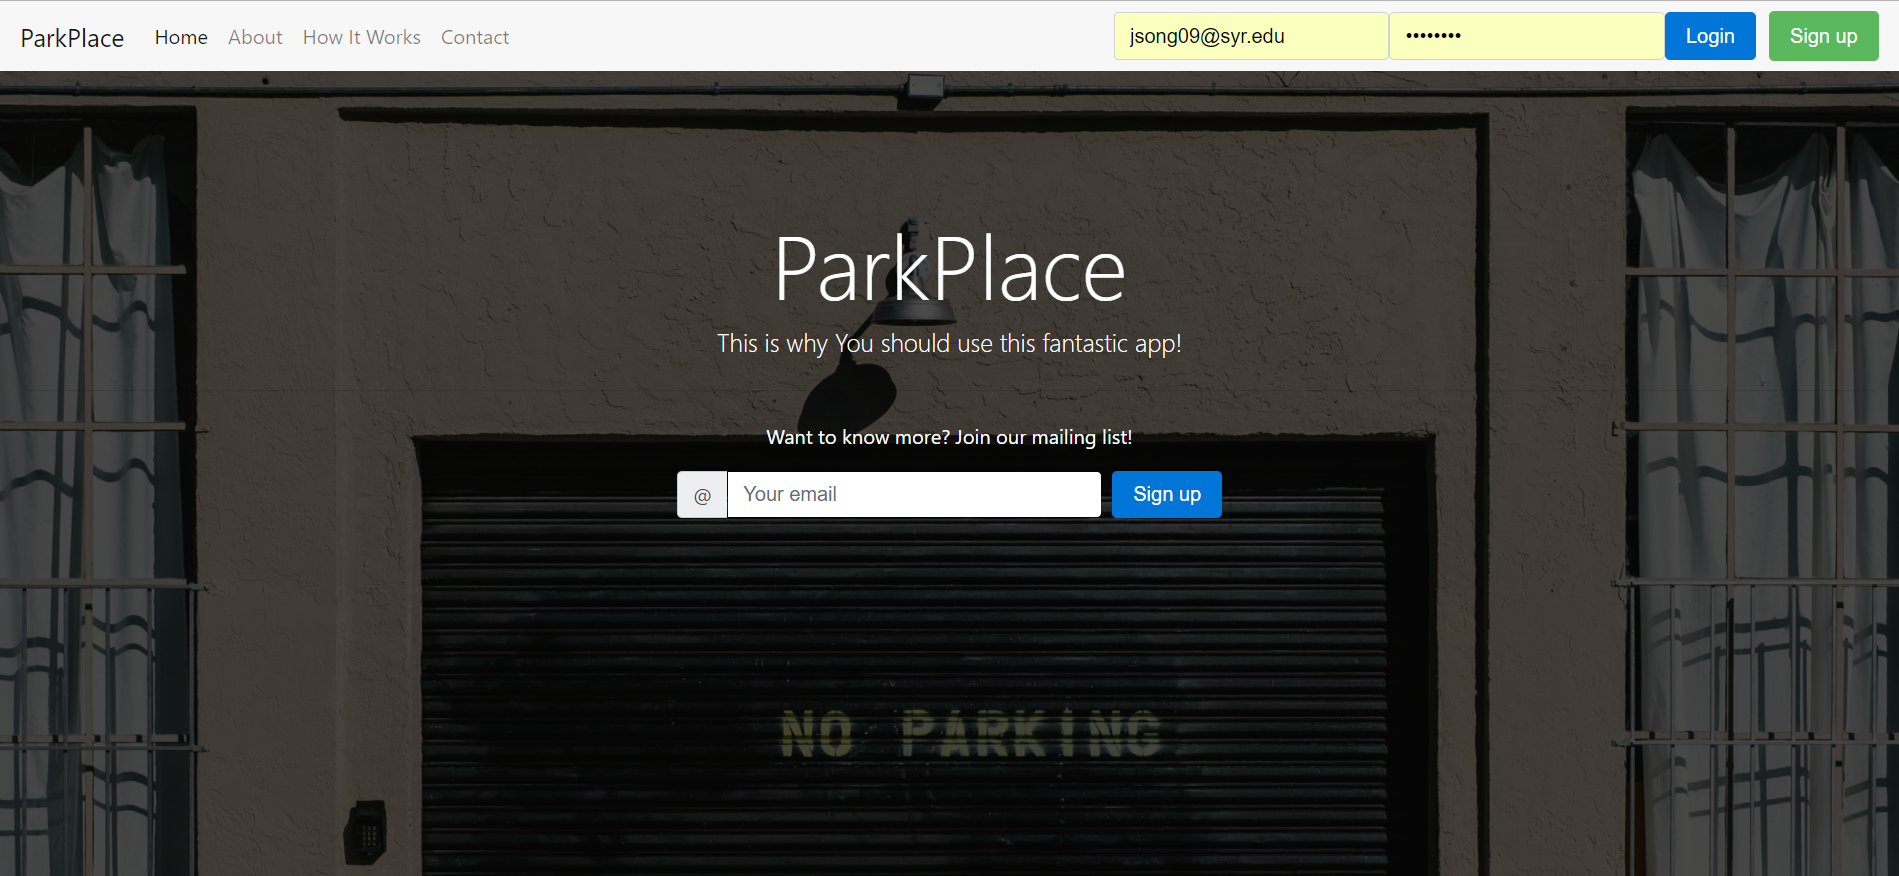 ParkPlace Home About How It Works Contact jsong09@syr.edu •••••••• Login Sign up
ParkPlace
This is why You should use this fantastic app!
Want to know more? Join our mailing list!
@ Your email Sign up
NO PARKING